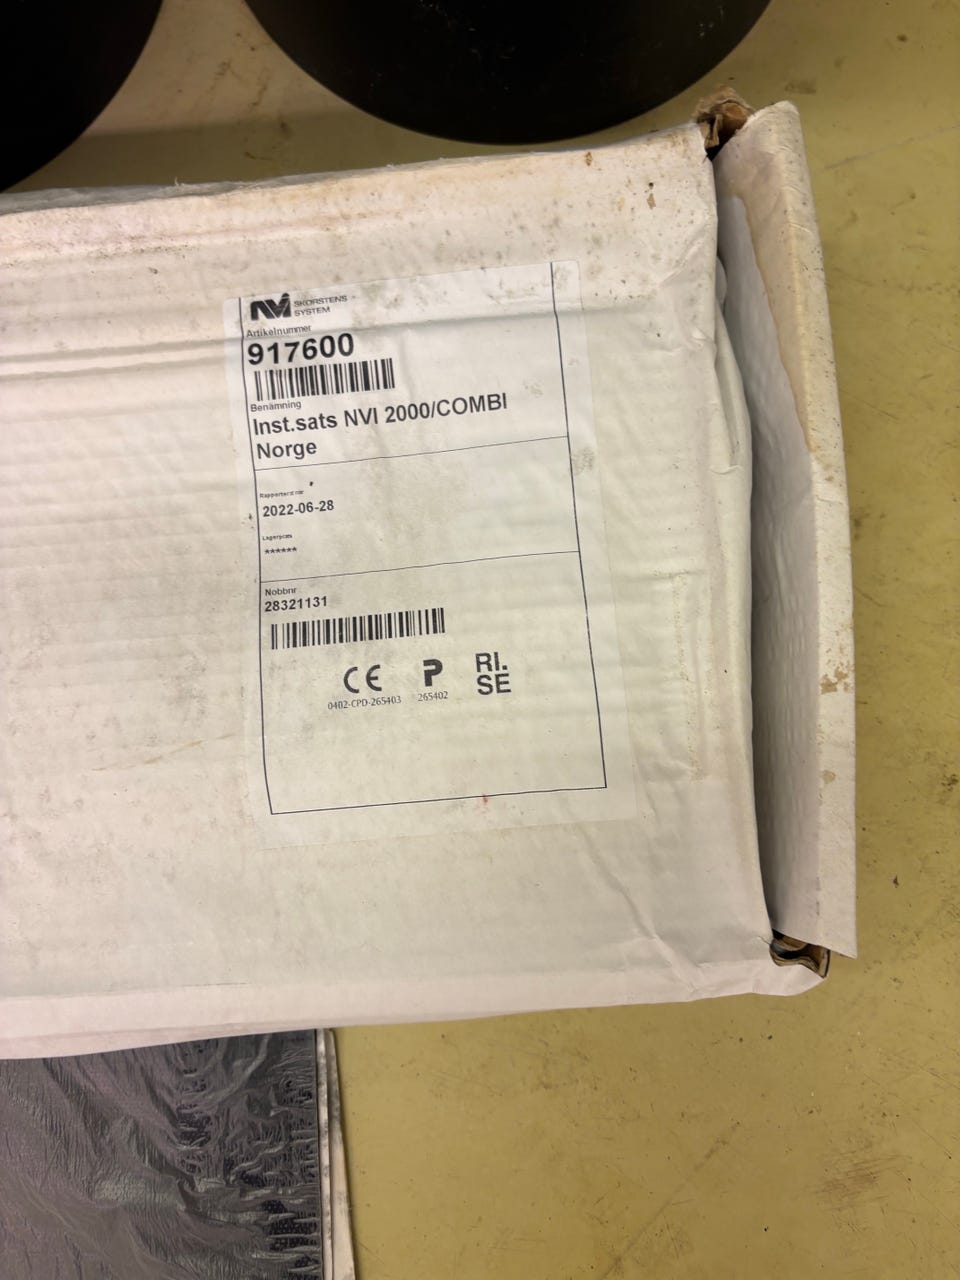 NVI SKORSTENS
SYSTEM
Artikelnummer
917600
Benämning
Inst.sats NVI 2000/COMBI
Norge
2022-06-28
Lagerplats
******
Nobbnr
28321131
CE P RI.
SE
0402-CPD-265403 265402